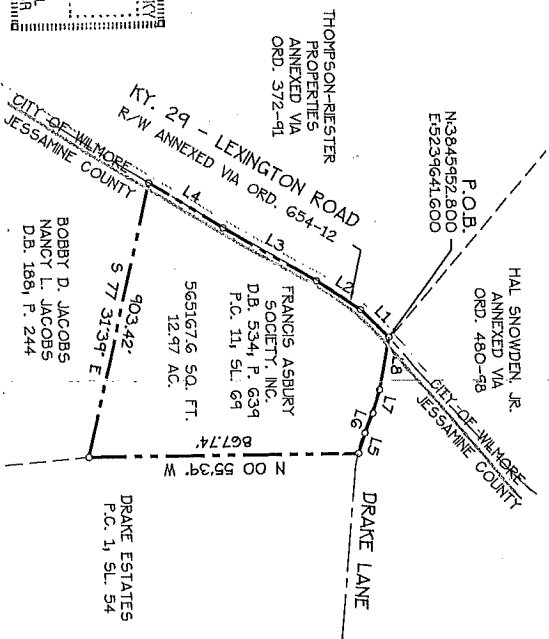 THOMPSON-RIESTER
PROPERTIES
ANNEXED VIA
ORD. 372-91
P.O.B.
N:3845952.800
E:5239641.600
HAL SNOWDEN, JR.
ANNEXED VIA
ORD. 480-98
CITY OF WILMORE
JESSAMINE COUNTY
KY. 29 - LEXINGTON ROAD
R/W ANNEXED VIA ORD. 654-12
CITY OF WILMORE
JESSAMINE COUNTY
L4
L3
L2
L1
L8
L7
L6
L5
FRANCIS ASBURY
SOCIETY, INC.
D.B. 534, P. 639
P.C. 11, SL. 69
565167.6 SQ. FT.
12.97 AC.
DRAKE LANE
N 00 55'39" W
867.74'
903.42'
S 77 31'39" E
BOBBY D. JACOBS
NANCY L. JACOBS
D.B. 188, P. 244
DRAKE ESTATES
P.C. 1, SL. 54
KY